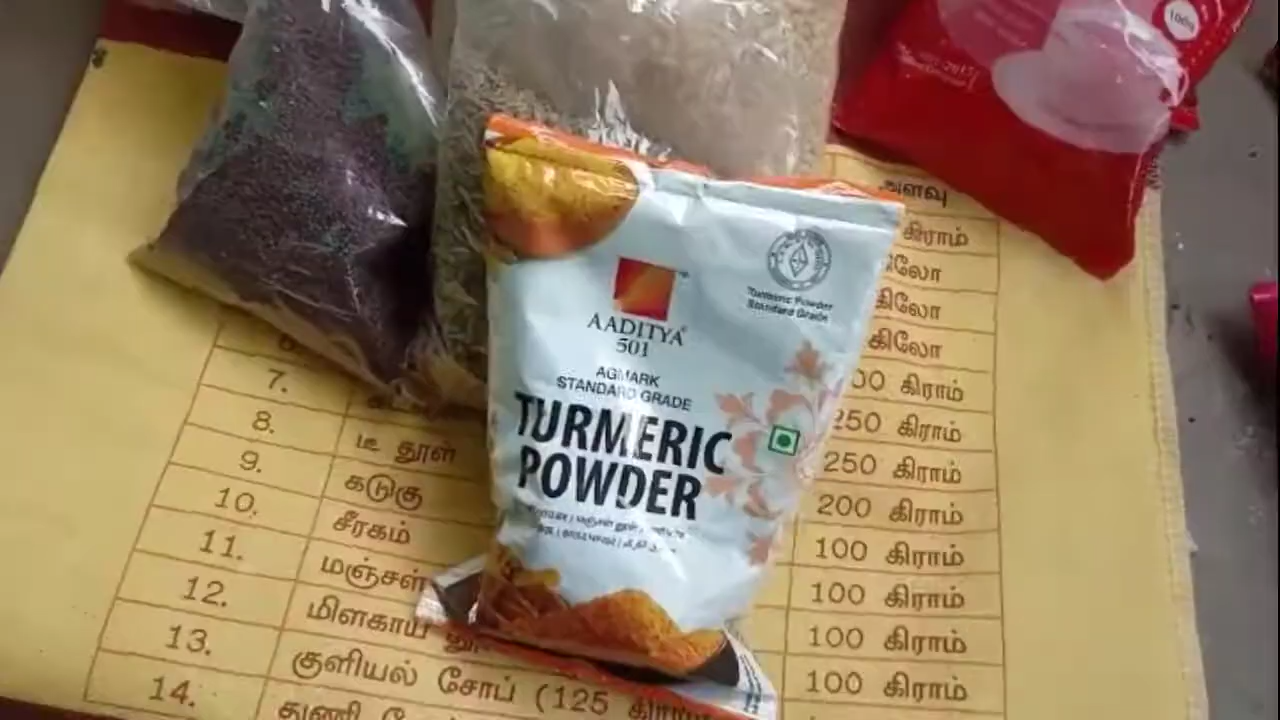 100g
அளவு
கிராம்
கிலோ
கிலோ
கிலோ
Turmeric Powder
Standard Grade
AADITYA
501
AGMARK
STANDARD GRADE
TURMERIC
POWDER
7.
8. டீ தூள்
9. கடுகு
10. சீரகம்
11. மஞ்சள்
12. மிளகாய்
13. குளியல் சோப் (125 கிராம்
14. துணி
00 கிராம்
250 கிராம்
250 கிராம்
200 கிராம்
100 கிராம்
100 கிராம்
100 கிராம்
100 கிராம்